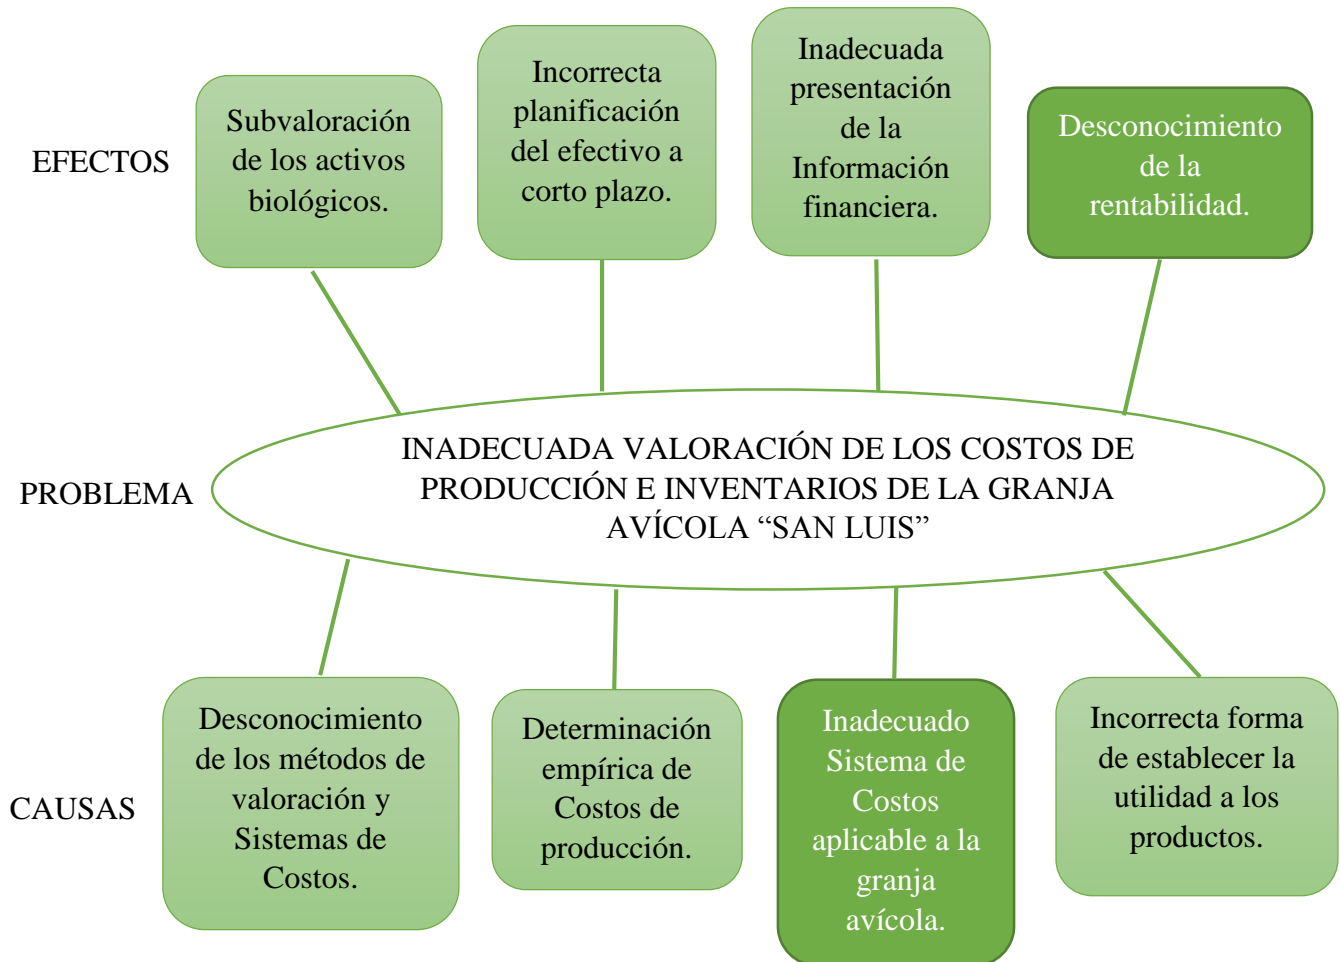 EFECTOS
Subvaloración
de los activos
biológicos.
Incorrecta
planificación
del efectivo a
corto plazo.
Inadecuada
presentación
de la
Información
financiera.
Desconocimiento
de la
rentabilidad.
PROBLEMA
INADECUADA VALORACIÓN DE LOS COSTOS DE
PRODUCCIÓN E INVENTARIOS DE LA GRANJA
AVÍCOLA “SAN LUIS”
CAUSAS
Desconocimiento
de los métodos de
valoración y
Sistemas de
Costos.
Determinación
empírica de
Costos de
producción.
Inadecuado
Sistema de
Costos
aplicable a la
granja
avícola.
Incorrecta forma
de establecer la
utilidad a los
productos.